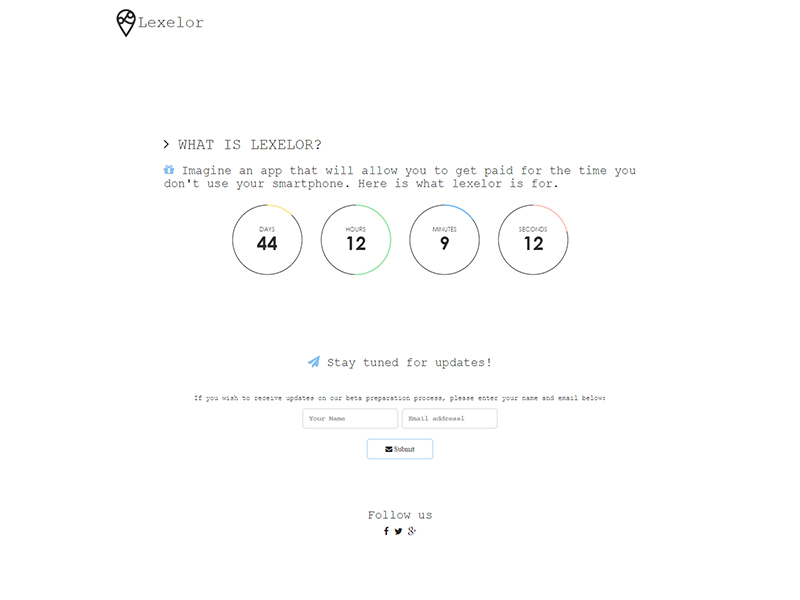 Lexelor
WHAT IS LEXELOR?
Imagine an app that will allow you to get paid for the time you
don't use your smartphone. Here is what lexelor is for.
DAYS HOURS MINUTES SECONDS
44 12 9 12
Stay tuned for updates!
If you wish to receive updates on our beta preparation process, please enter your name and email below:
Your Name Email addressl
Submit
Follow us